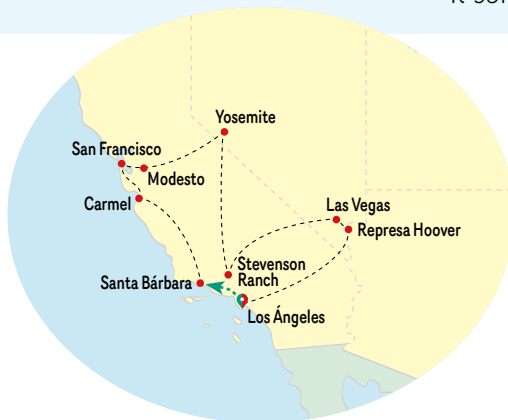 Yosemite
San Francisco
Modesto
Carmel
Las Vegas
Represa Hoover
Stevenson
Ranch
Santa Bárbara
Los Ángeles